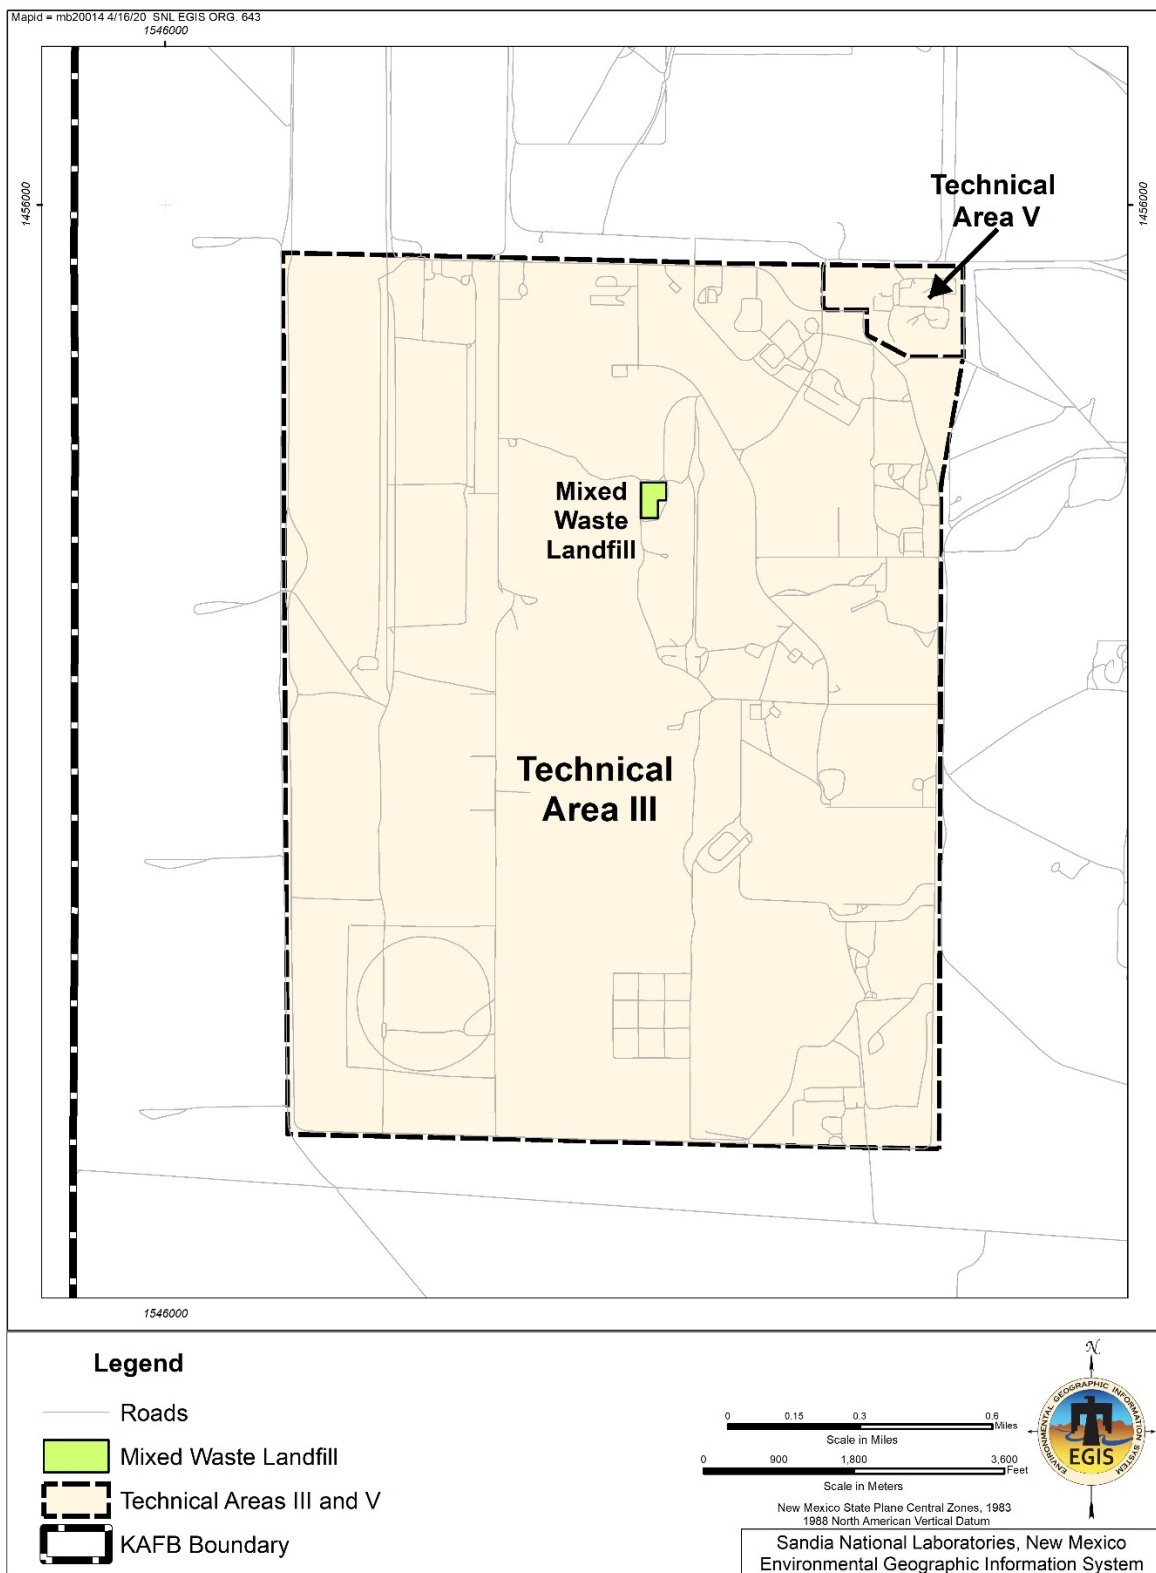 Mapid = mb20014 4/16/20  SNL EGIS ORG. 643
1546000
1456000
1456000
Technical
Area V
Mixed
Waste
Landfill
Technical
Area III
1546000
Legend
Roads
Mixed Waste Landfill
Technical Areas III and V
KAFB Boundary
0 0.15 0.3 0.6
Miles
Scale in Miles
0 900 1,800 3,600
Feet
Scale in Meters
New Mexico State Plane Central Zones, 1983
1988 North American Vertical Datum
N.
ENVIRONMENTAL GEOGRAPHIC INFORMATION SYSTEM
EGIS
Sandia National Laboratories, New Mexico
Environmental Geographic Information System